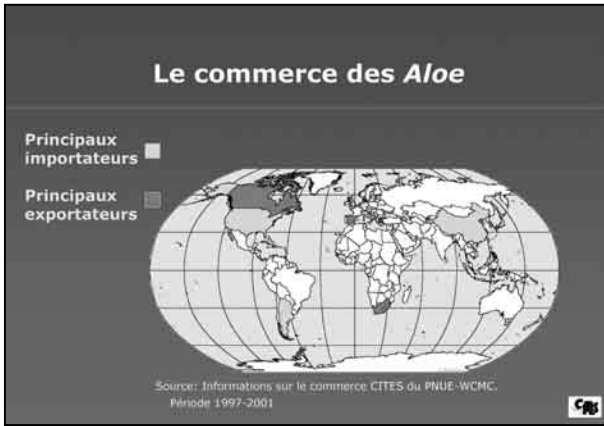 Le commerce des Aloe
Principaux
importateurs
Principaux
exportateurs
Source: Informations sur le commerce CITES du PNUE-WCMC.
Période 1997-2001